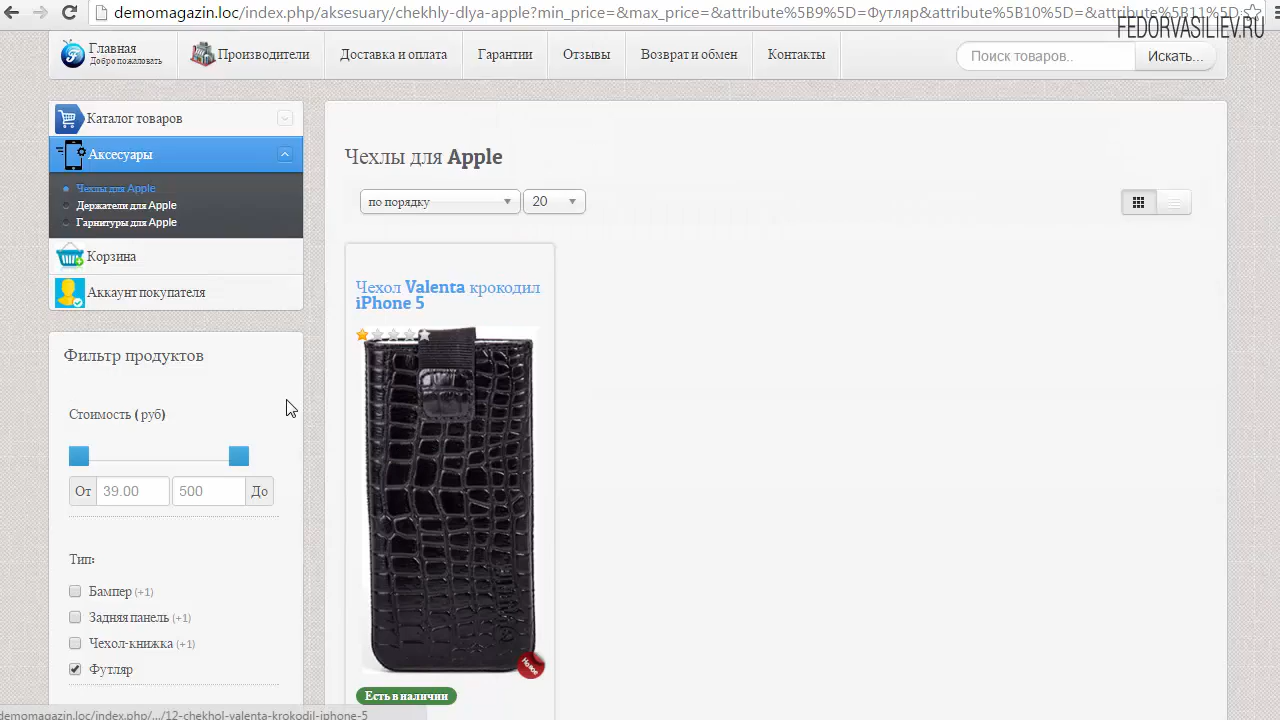 demomagazin.loc/index.php/aksesuary/chekhly-dlya-apple?min_price=&max_price=&attribute%5B9%5D=Футляр&attribute%5B10%5D=&attribute%5B11%5D=
FEDORVASILIEV.RU
Главная
Добро пожаловать
Производители
Доставка и оплата
Гарантии
Отзывы
Возврат и обмен
Контакты
Поиск товаров..
Искать...
Каталог товаров
Аксесуары
Чехлы для Apple
Держатели для Apple
Гарнитуры для Apple
Корзина
Аккаунт покупателя
Фильтр продуктов
Стоимость ( руб)
От 39.00 500 До
Тип:
Бампер (+1)
Задняя панель (+1)
Чехол-книжка (+1)
Футляр
Чехлы для Apple
по порядку
20
Чехол Valenta крокодил
iPhone 5
Новое
Есть в наличии
demomagazin.loc/index.php/.../12-chekhol-valenta-krokodil-iphone-5